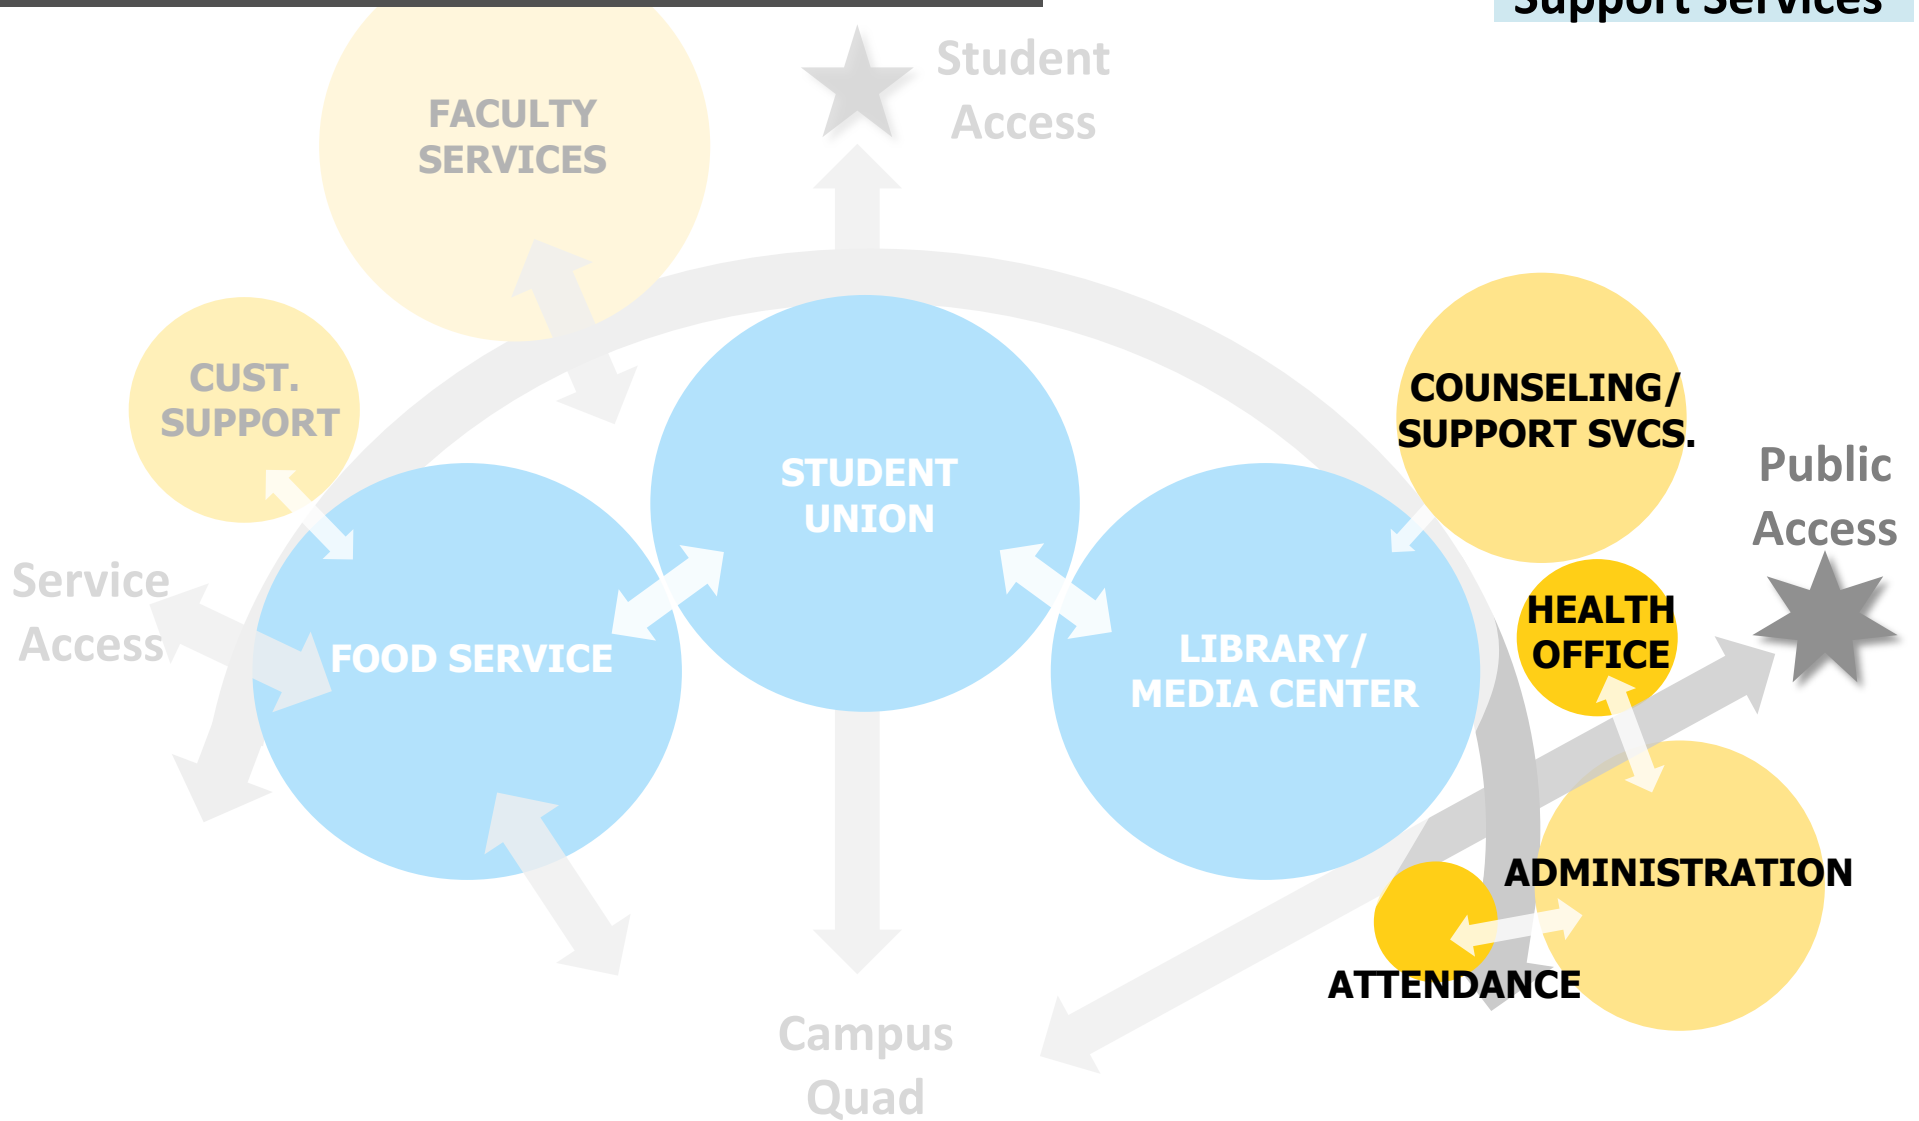 Support Services
Student
Access
FACULTY
SERVICES
CUST.
SUPPORT
COUNSELING/
SUPPORT SVCS.
STUDENT
UNION
Public
Access
Service
Access
HEALTH
OFFICE
FOOD SERVICE
LIBRARY/
MEDIA CENTER
ADMINISTRATION
ATTENDANCE
Campus
Quad